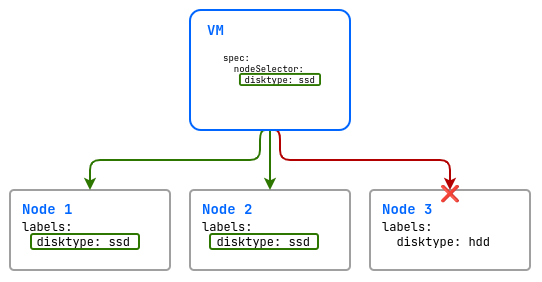 VM
spec:
  nodeSelector:
    disktype: ssd
Node 1
labels:
  disktype: ssd
Node 2
labels:
  disktype: ssd
Node 3
labels:
  disktype: hdd